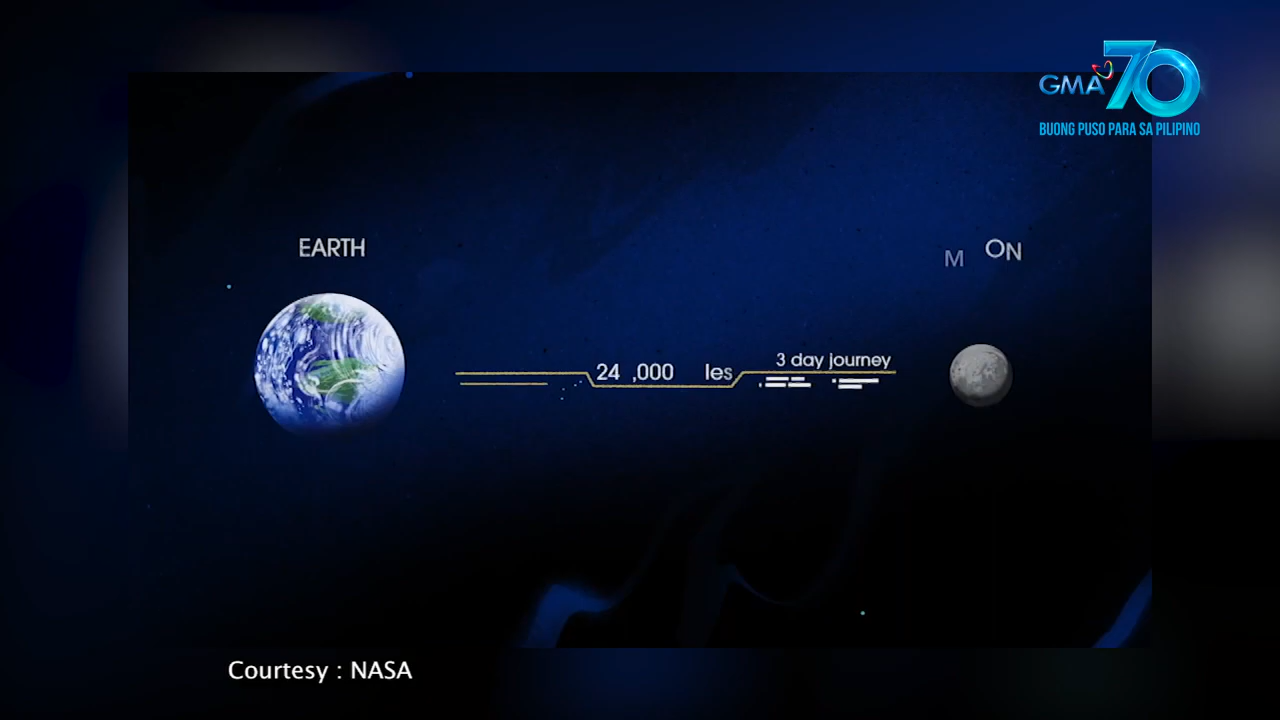 GMA 70
BUONG PUSO PARA SA PILIPINO
EARTH
M ON
24 ,000 les
3 day journey
Courtesy : NASA